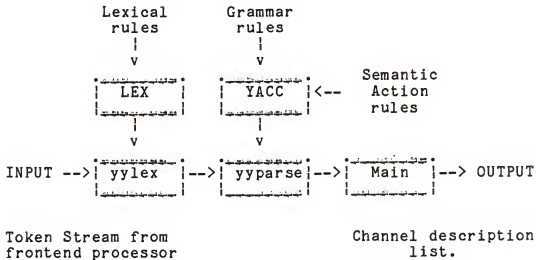 Lexical Grammar
rules rules
Semantic
LEX YACC <-- Action
rules
INPUT --> yylex --> yyparse --> Main --> OUTPUT
Token Stream from Channel description
frontend processor list.